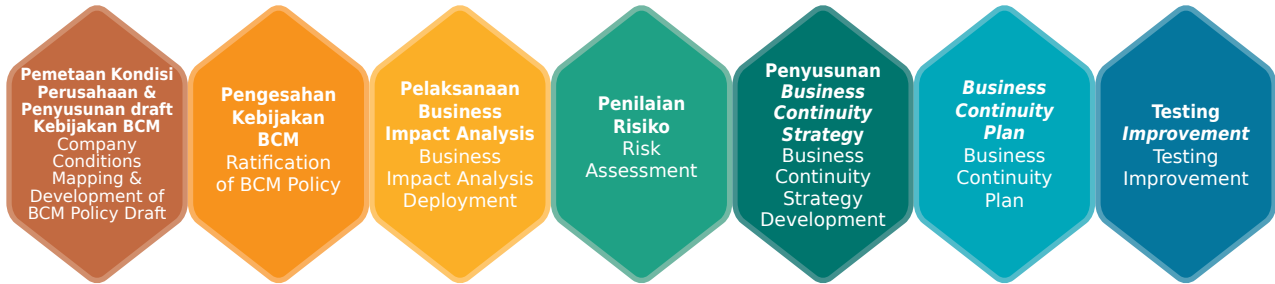 Pemetaan Kondisi
Perusahaan &
Penyusunan draft
Kebijakan BCM
Company
Conditions
Mapping &
Development of
BCM Policy Draft
Pengesahan
Kebijakan
BCM
Ratification
of BCM Policy
Pelaksanaan
Business
Impact Analysis
Business
Impact Analysis
Deployment
Penilaian
Risiko
Risk
Assessment
Penyusunan
Business
Continuity
Strategy
Business
Continuity
Strategy
Development
Business
Continuity
Plan
Business
Continuity
Plan
Testing
Improvement
Testing
Improvement